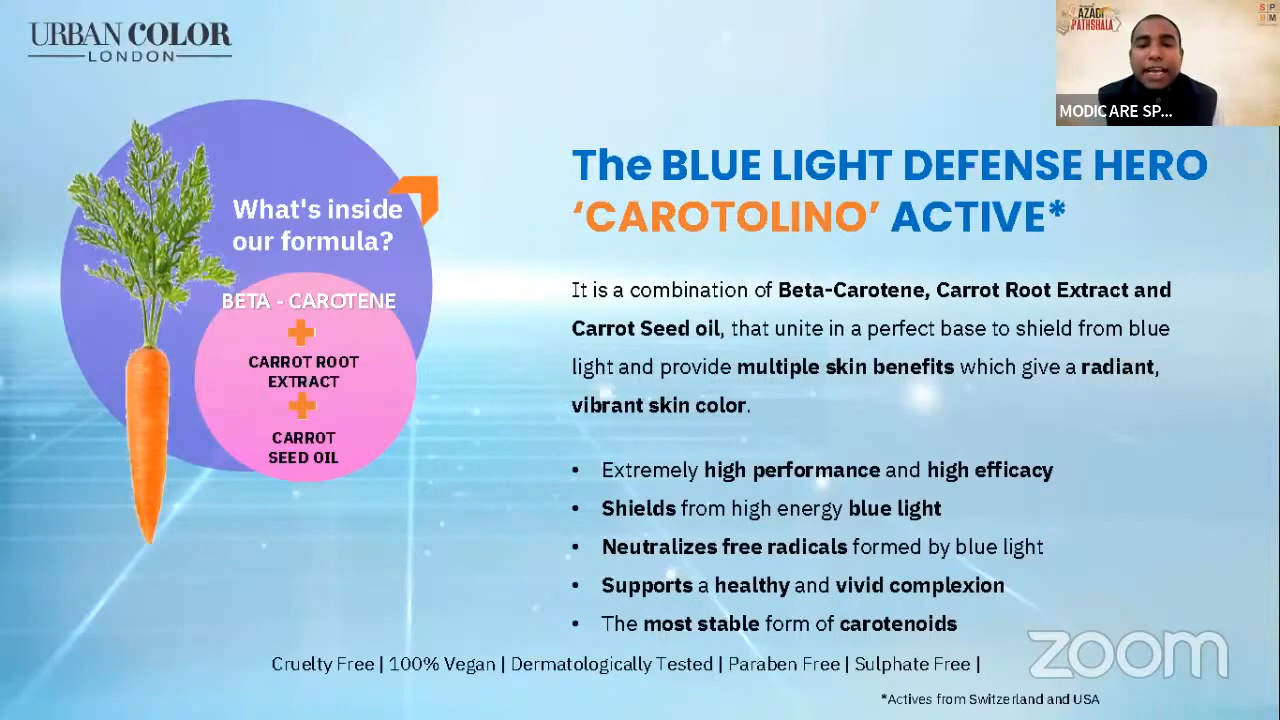 URBAN COLOR
LONDON
AZADI
PATHSHALA
S P
B M
MODICARE SP...
What's inside
our formula?
BETA - CAROTENE
CARROT ROOT
EXTRACT
CARROT
SEED OIL
The BLUE LIGHT DEFENSE HERO
‘CAROTOLINO’ ACTIVE*
It is a combination of Beta-Carotene, Carrot Root Extract and
Carrot Seed oil, that unite in a perfect base to shield from blue
light and provide multiple skin benefits which give a radiant,
vibrant skin color.
• Extremely high performance and high efficacy
• Shields from high energy blue light
• Neutralizes free radicals formed by blue light
• Supports a healthy and vivid complexion
• The most stable form of carotenoids
Cruelty Free | 100% Vegan | Dermatologically Tested | Paraben Free | Sulphate Free |
zoom
*Actives from Switzerland and USA